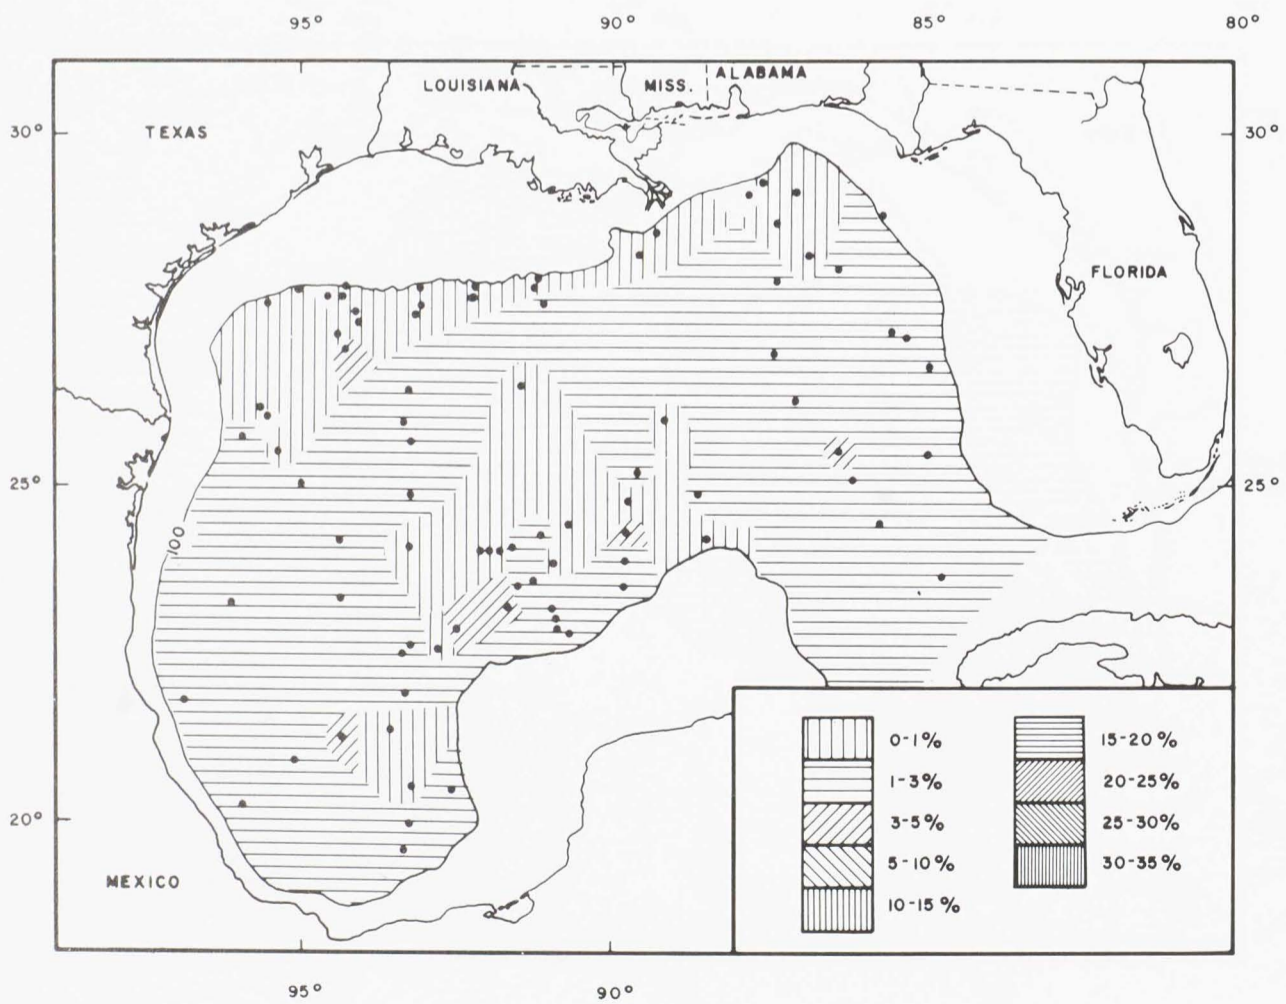 95° 90° 85° 80°
LOUISIANA MISS. ALABAMA
30° TEXAS 30°
FLORIDA
25° 25°
100
0-1% 15-20%
1-3% 20-25%
3-5% 25-30%
5-10% 30-35%
10-15%
20°
MEXICO
95° 90°